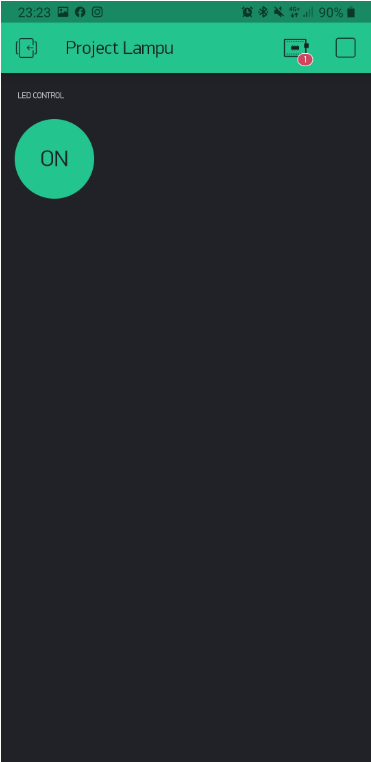 23:23 90%
Project Lampu
1
LED CONTROL
ON